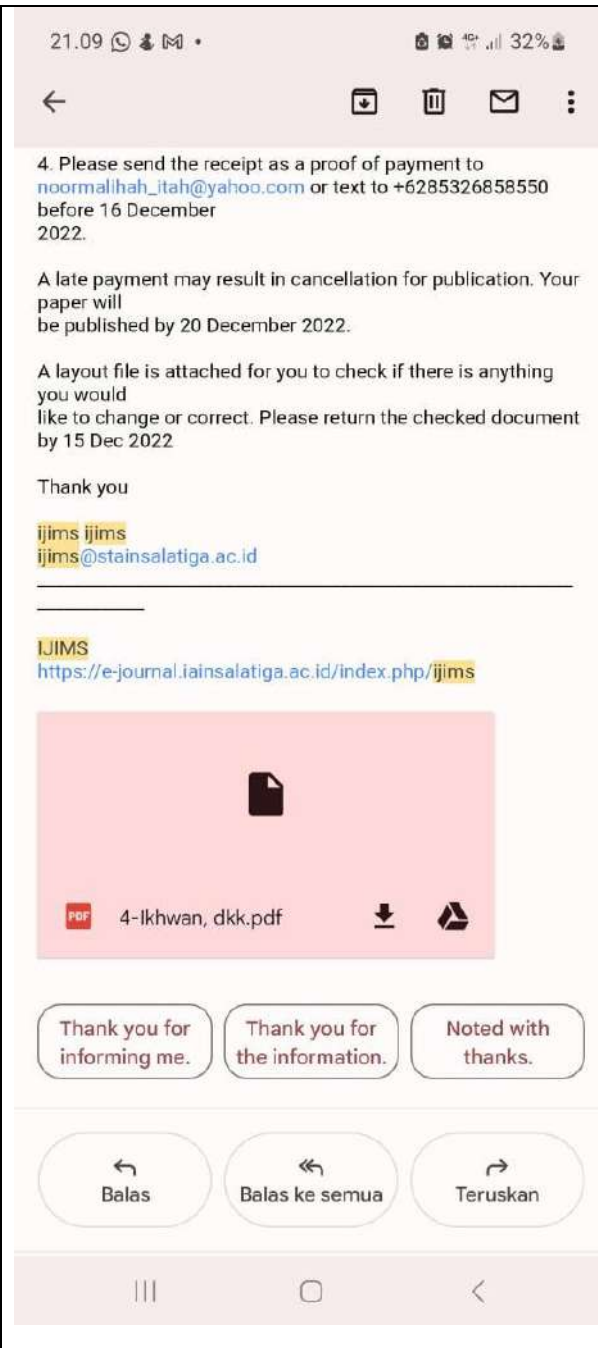 21.09
4G+
32%
4. Please send the receipt as a proof of payment to
noormalihah_itah@yahoo.com or text to +6285326858550
before 16 December
2022.
A late payment may result in cancellation for publication. Your
paper will
be published by 20 December 2022.
A layout file is attached for you to check if there is anything
you would
like to change or correct. Please return the checked document
by 15 Dec 2022
Thank you
ijims ijims
ijims@stainsalatiga.ac.id
IJIMS
https://e-journal.iainsalatiga.ac.id/index.php/ijims
PDF
4-Ikhwan, dkk.pdf
Thank you for
informing me.
Thank you for
the information.
Noted with
thanks.
Balas
Balas ke semua
Teruskan